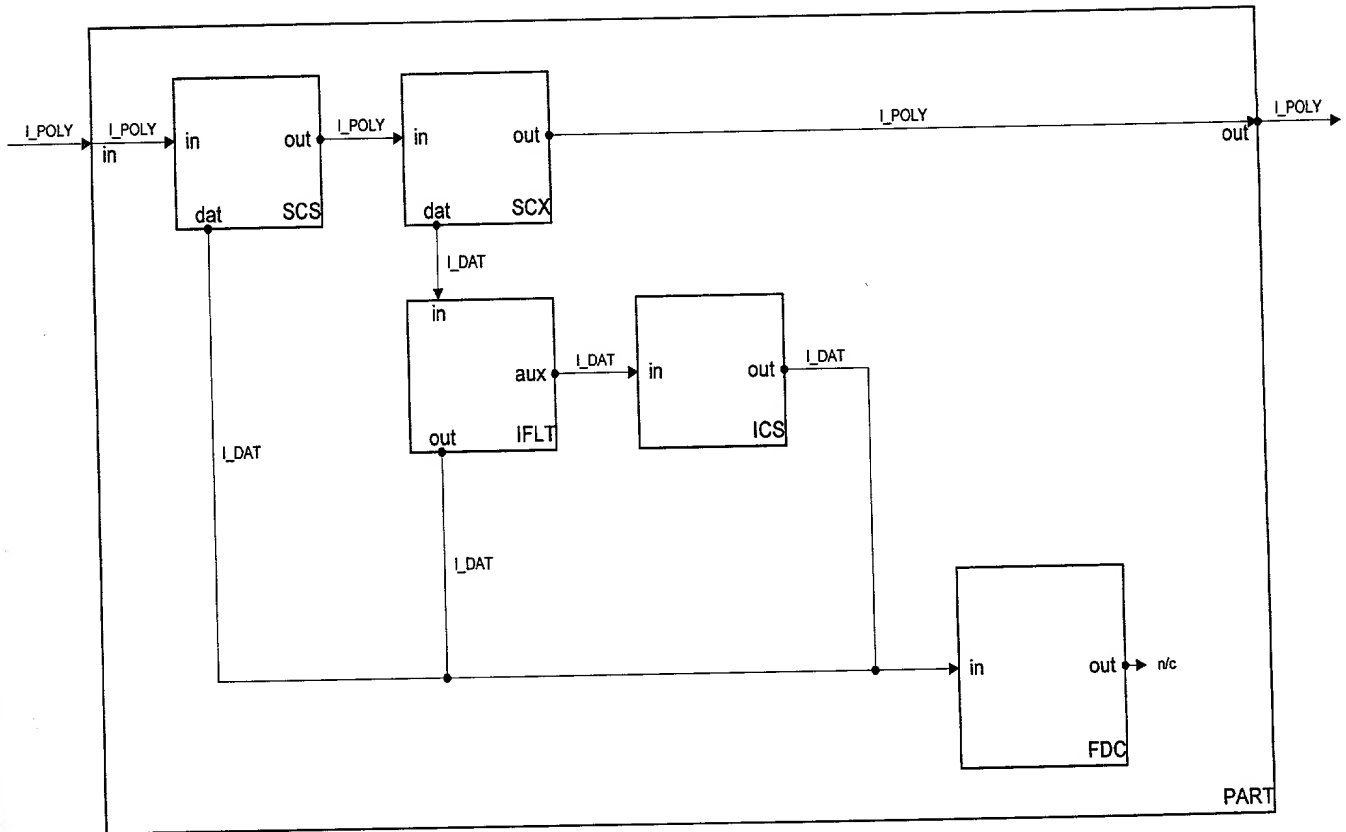 I_POLY
I_POLY
in
in
out
dat
SCS
I_POLY
in
out
dat
SCX
I_POLY
out
I_POLY
I_DAT
in
aux
out
IFLT
I_DAT
in
out
ICS
I_DAT
I_DAT
I_DAT
in
out
FDC
n/c
PART